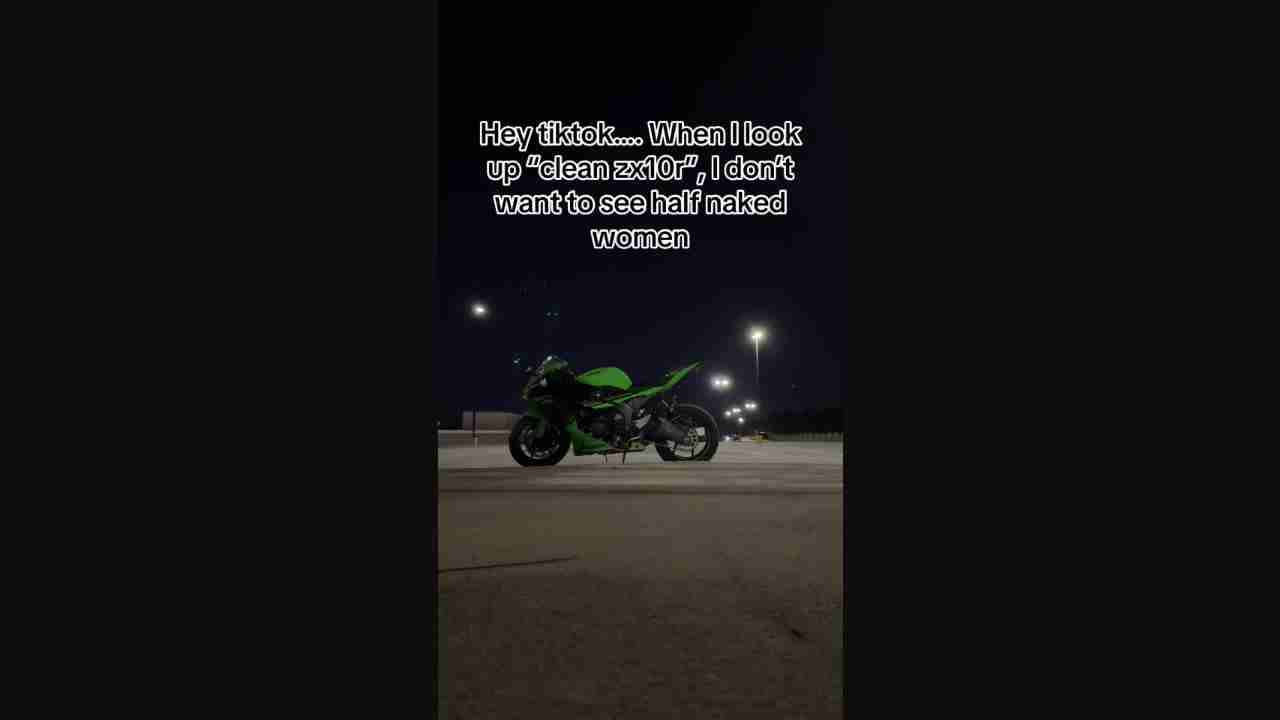 Hey tiktok.... When I look
up “clean zx10r”, I don’t
want to see half naked
women